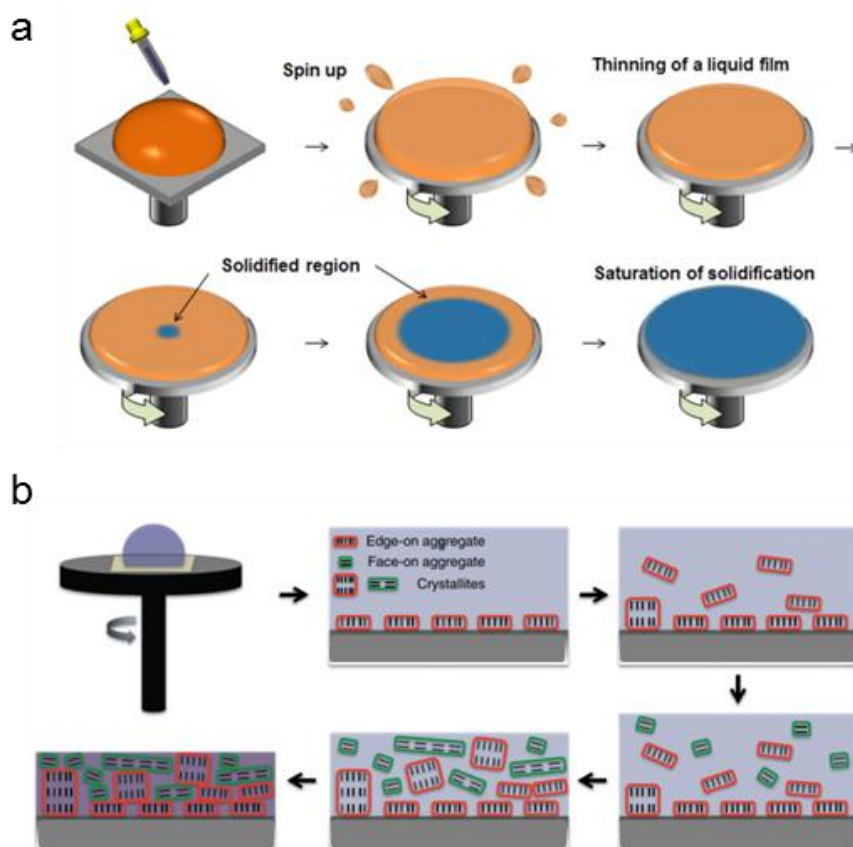 a
Spin up
Thinning of a liquid film
Solidified region
Saturation of solidification
b
Edge-on aggregate
Face-on aggregate
Crystallites